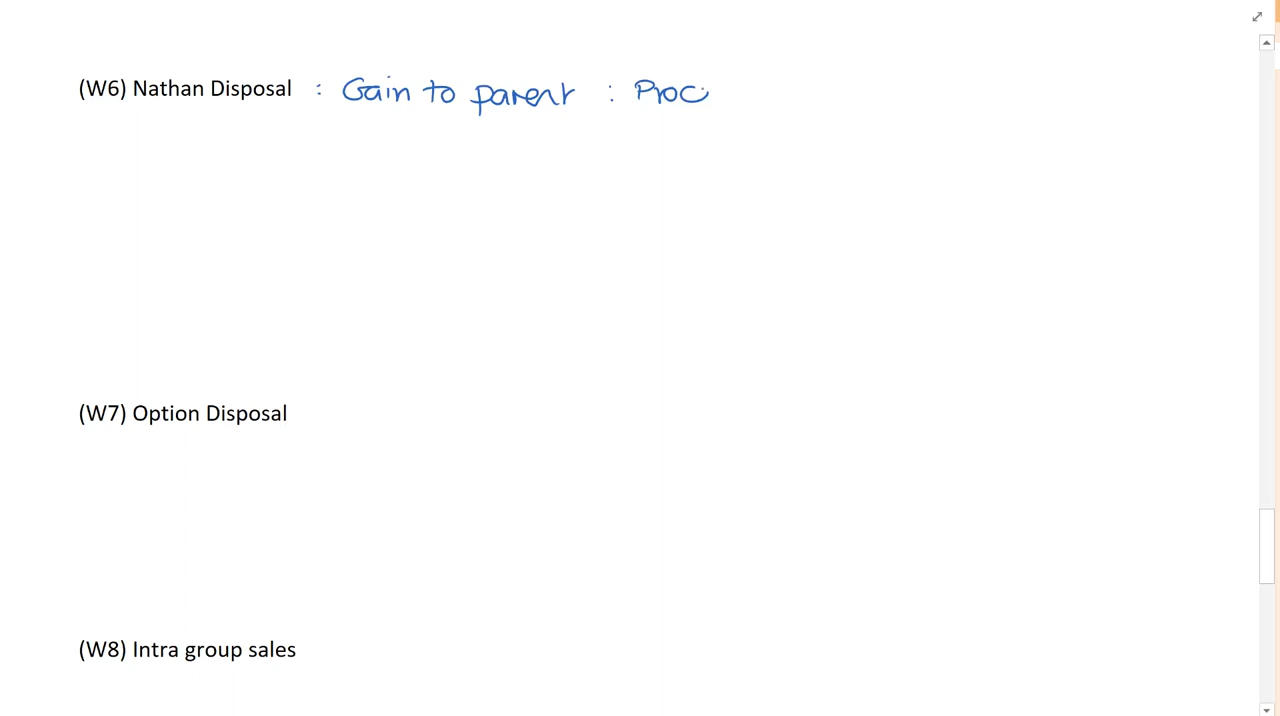 (W6) Nathan Disposal : Gain to parent : Proc
(W7) Option Disposal
(W8) Intra group sales